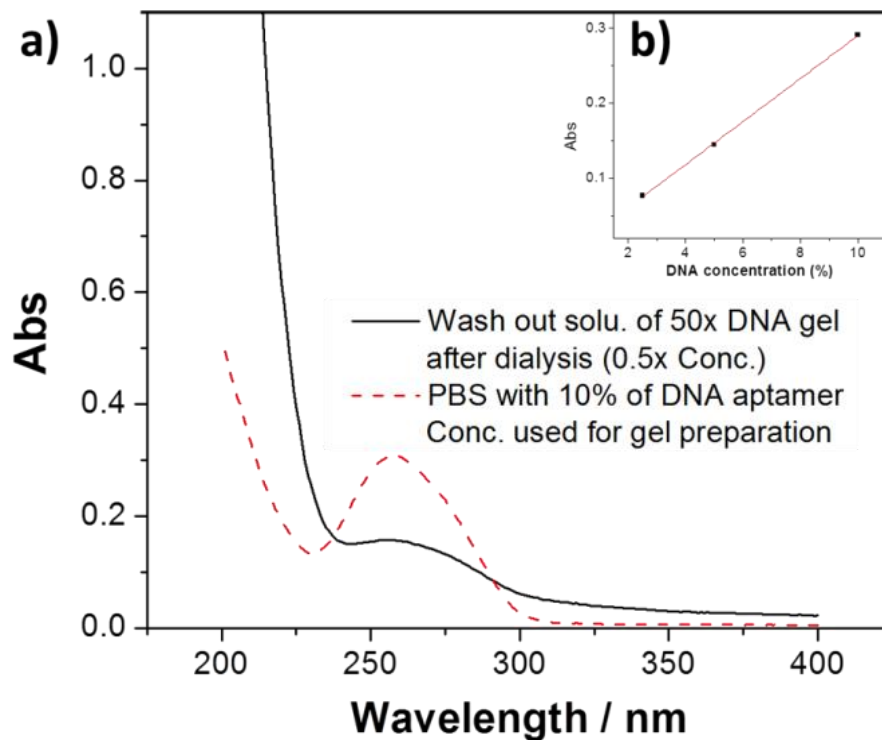 a)
1.0
0.8
0.6
0.4
0.2
0.0
Abs
200 250 300 350 400
Wavelength / nm
Wash out solu. of 50x DNA gel
after dialysis (0.5x Conc.)
PBS with 10% of DNA aptamer
Conc. used for gel preparation
b)
0.3
0.2
0.1
Abs
2 4 6 8 10
DNA concentration (%)